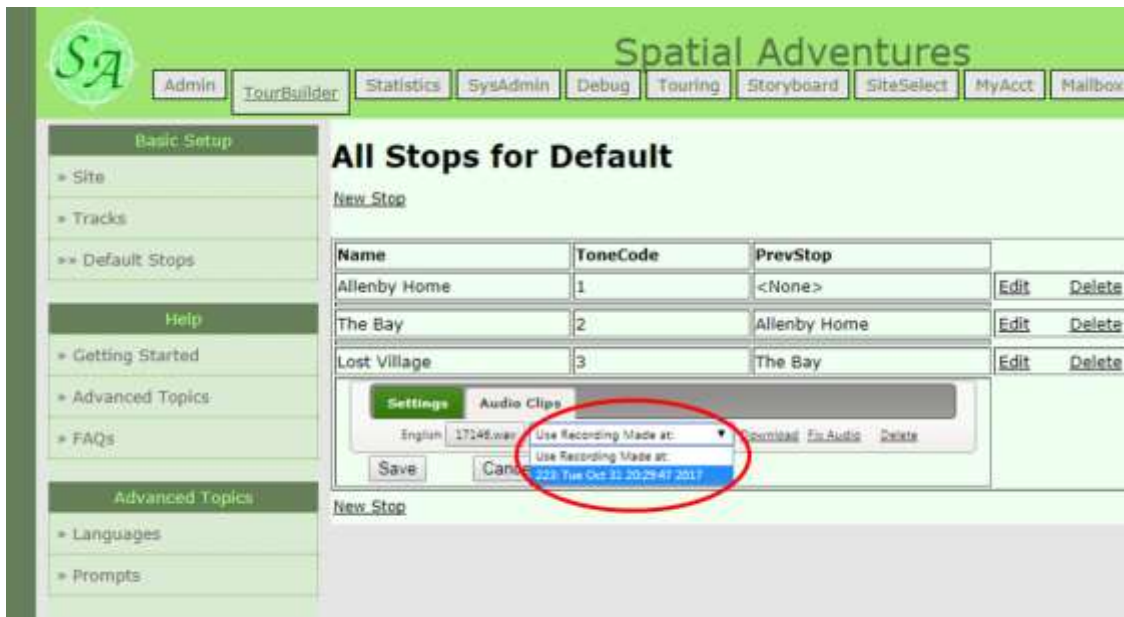 SA
Spatial Adventures
Admin TourBuilder Statistics SysAdmin Debug Touring Storyboard SiteSelect MyAcct Mailbox
Basic Setup
» Site
» Tracks
»» Default Stops
Help
» Getting Started
» Advanced Topics
» FAQs
Advanced Topics
» Languages
» Prompts
All Stops for Default
New Stop
Name ToneCode PrevStop
Allenby Home 1 <None> Edit Delete
The Bay 2 Allenby Home Edit Delete
Lost Village 3 The Bay Edit Delete
Settings Audio Clips
English 17146.wav Use Recording Made at: Download Fix Audio Delete
Use Recording Made at:
223: Tue Oct 31 20:29:47 2017
Save
New Stop